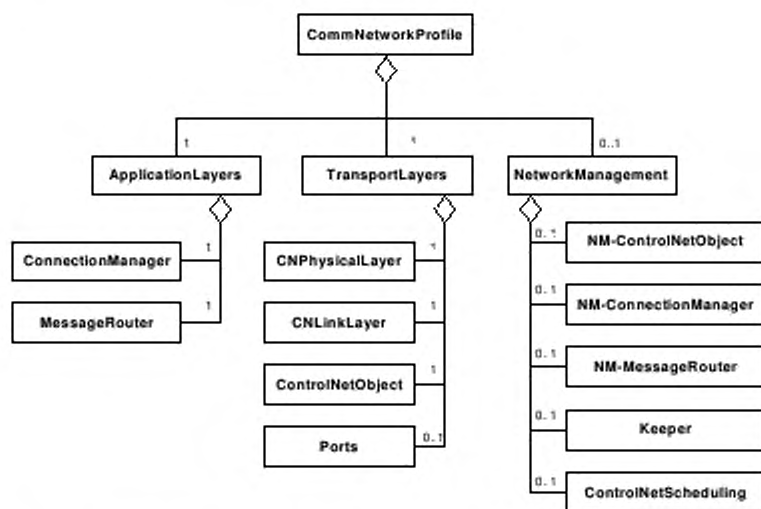 CommNetworkProfile
1
1
0..1
ApplicationLayers
TransportLayers
NetworkManagement
1
ConnectionManager
1
MessageRouter
1
CNPhysicalLayer
1
CNLinkLayer
1
ControlNetObject
0..1
Ports
0..1
NM-ControlNetObject
0..1
NM-ConnectionManager
0..1
NM-MessageRouter
0..1
Keeper
0..1
ControlNetScheduling